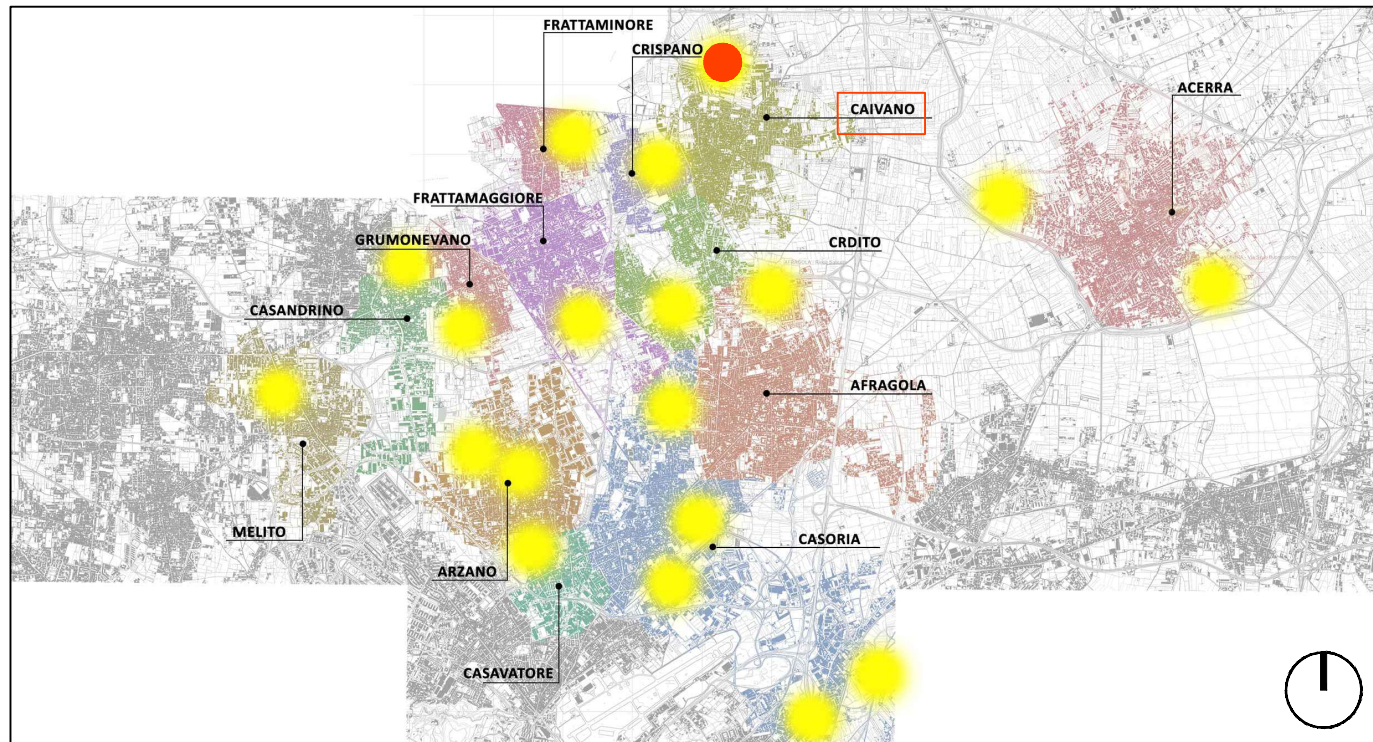 FRATTAMINORE
CRISPANO
ACERRA
CAIVANO
FRATTAMAGGIORE
GRUMONEVANO
CRDITO
CASANDRINO
AFRAGOLA
MELITO
CASORIA
ARZANO
CASAVATORE